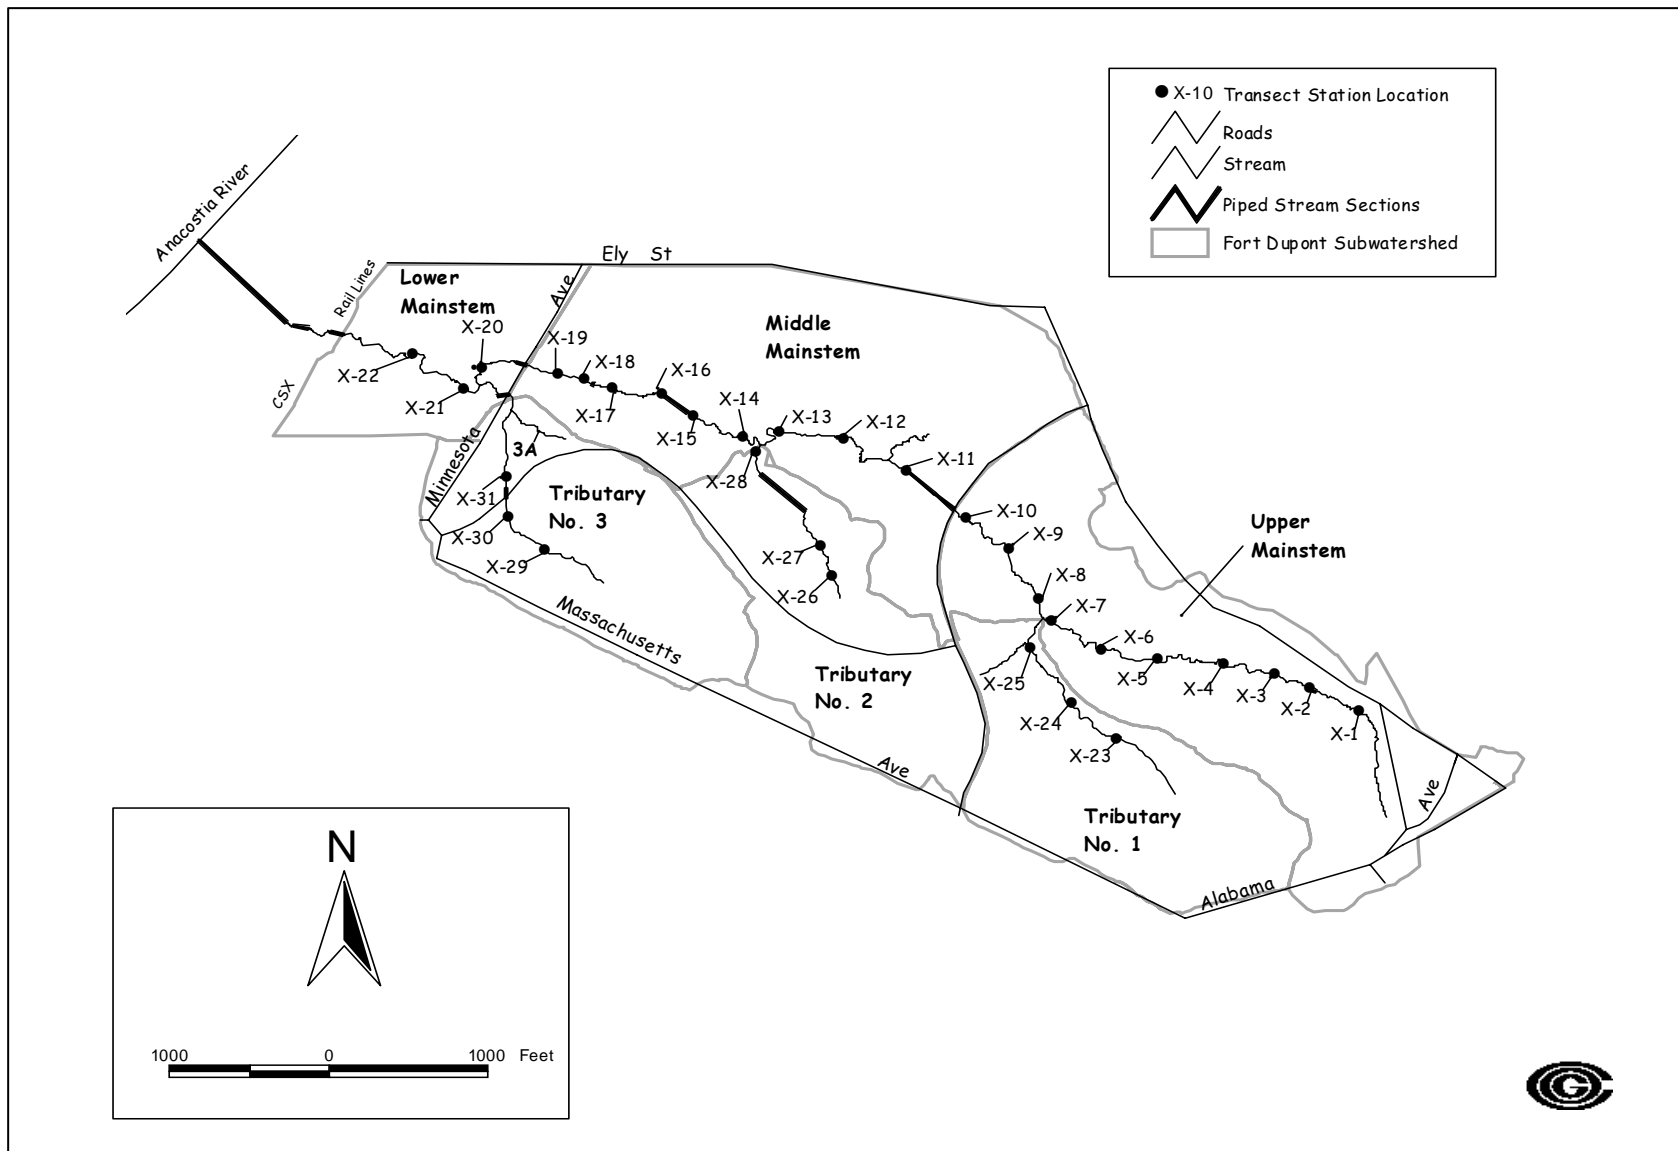 X-10 Transect Station Location
Roads
Stream
Piped Stream Sections
Fort Dupont Subwatershed
Anacostia River
Rail Lines
CSX
Ely St
Lower
Mainstem
Ave
Middle
Mainstem
X-20
X-19
X-18
X-16
X-22
X-21
X-17
X-15
X-14
X-13
X-12
X-11
X-28
3A
Minnesota
X-31
X-30
X-29
Tributary
No. 3
X-27
X-26
X-10
X-9
X-8
X-7
X-6
X-5
X-4
X-3
X-2
X-1
Upper
Mainstem
Massachusetts
Ave
Tributary
No. 2
X-25
X-24
X-23
Tributary
No. 1
Alabama
Ave
N
1000 0 1000 Feet
G